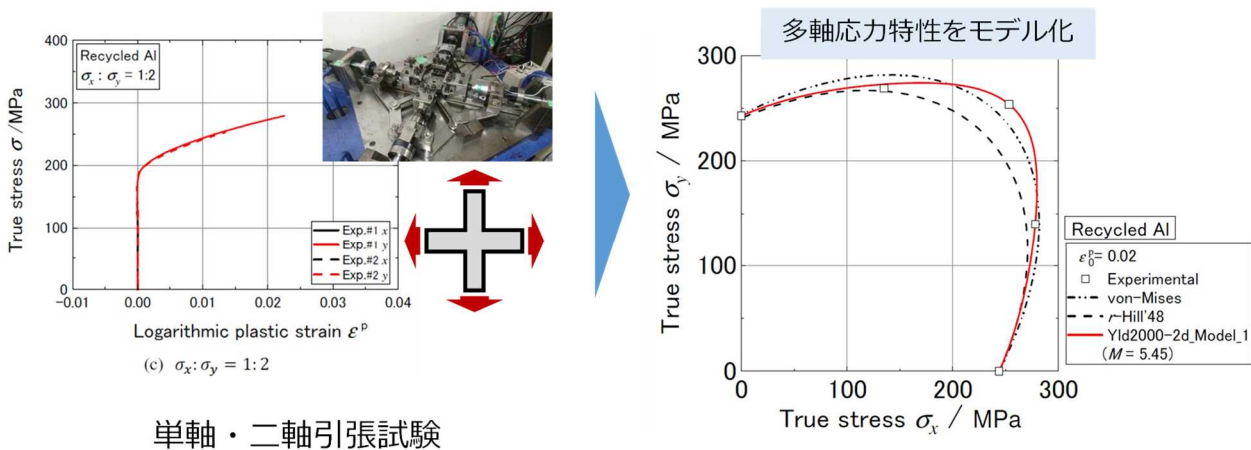 400
300
200
100
0
−0.01
0.00
0.01
0.02
0.03
0.04
True stress σ /MPa
Logarithmic plastic strain εᵖ
Recycled Al
σx : σy = 1:2
Exp.#1 x
Exp.#1 y
Exp.#2 x
Exp.#2 y
(c) σx:σy = 1:2
単軸・二軸引張試験
多軸応力特性をモデル化
300
200
100
0
0
100
200
300
True stress σy / MPa
True stress σx / MPa
Recycled Al
ε₀ᵖ= 0.02
Experimental
von-Mises
r-Hill'48
Yld2000-2d_Model_1
(M = 5.45)